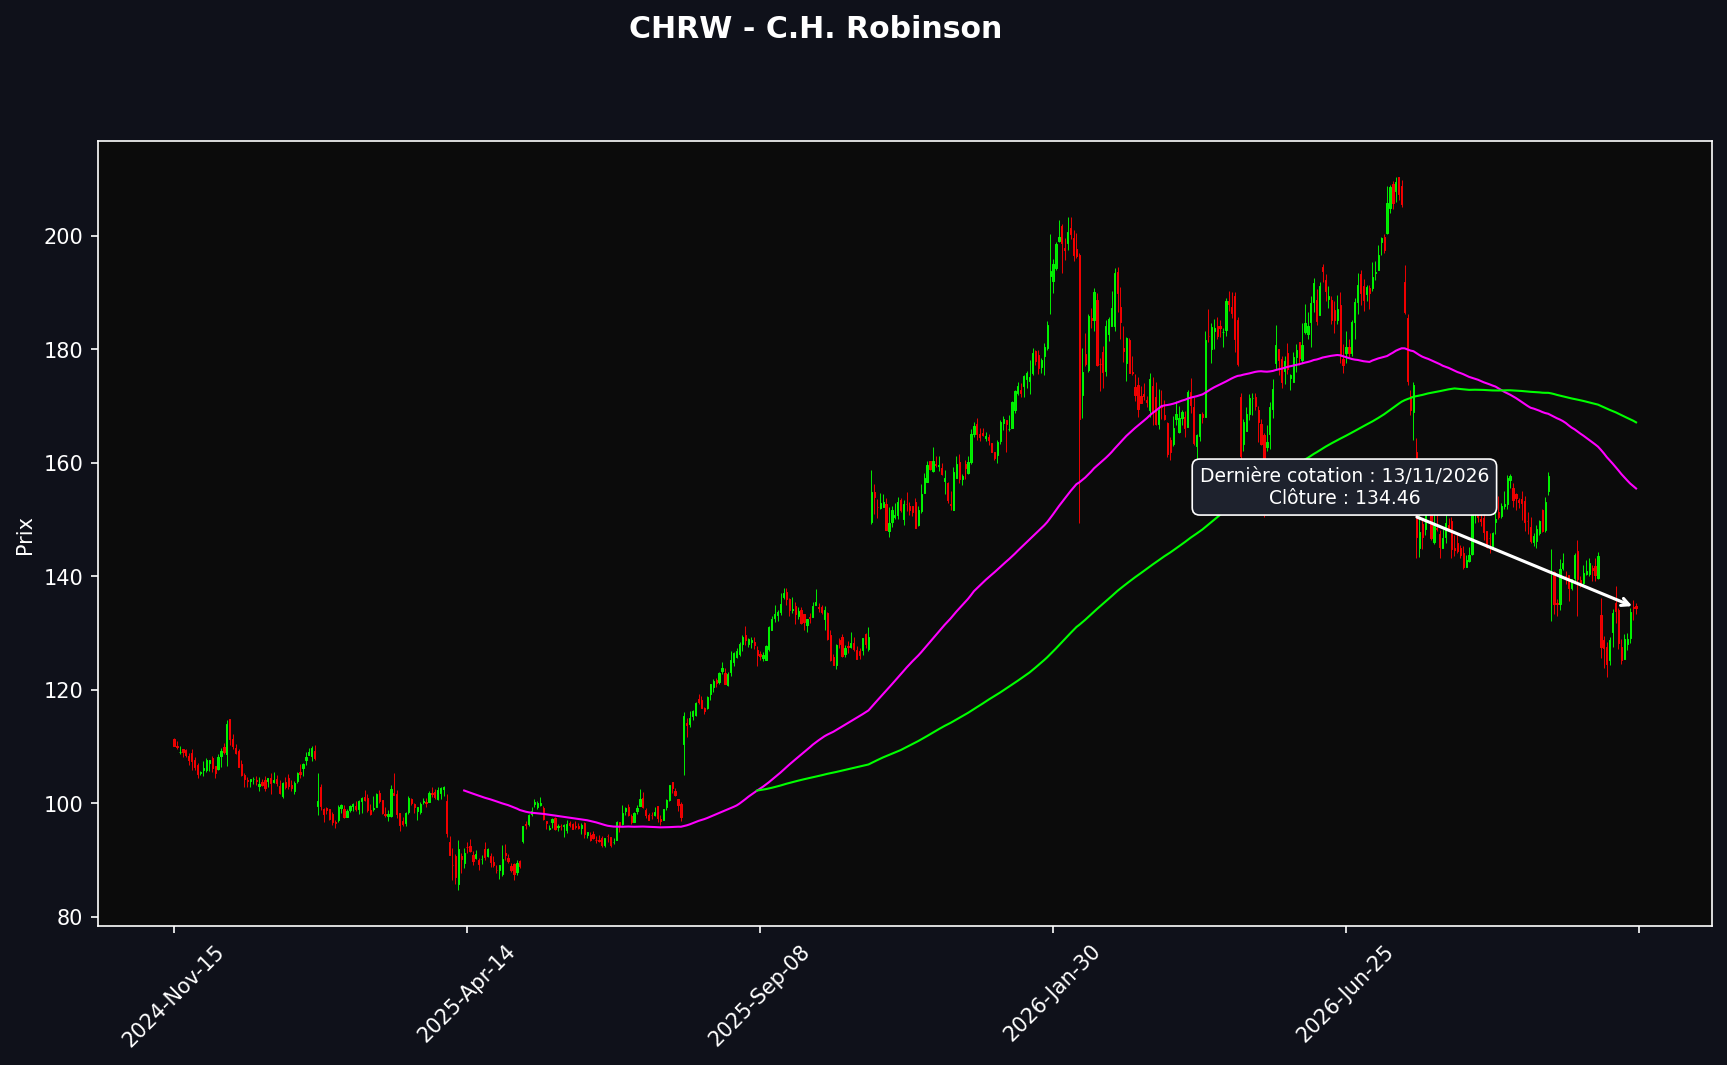 CHRW - C.H. Robinson
Prix
200
180
160
140
120
100
80
Dernière cotation : 13/11/2026
Clôture : 134.46
2024-Nov-15
2025-Apr-14
2025-Sep-08
2026-Jan-30
2026-Jun-25